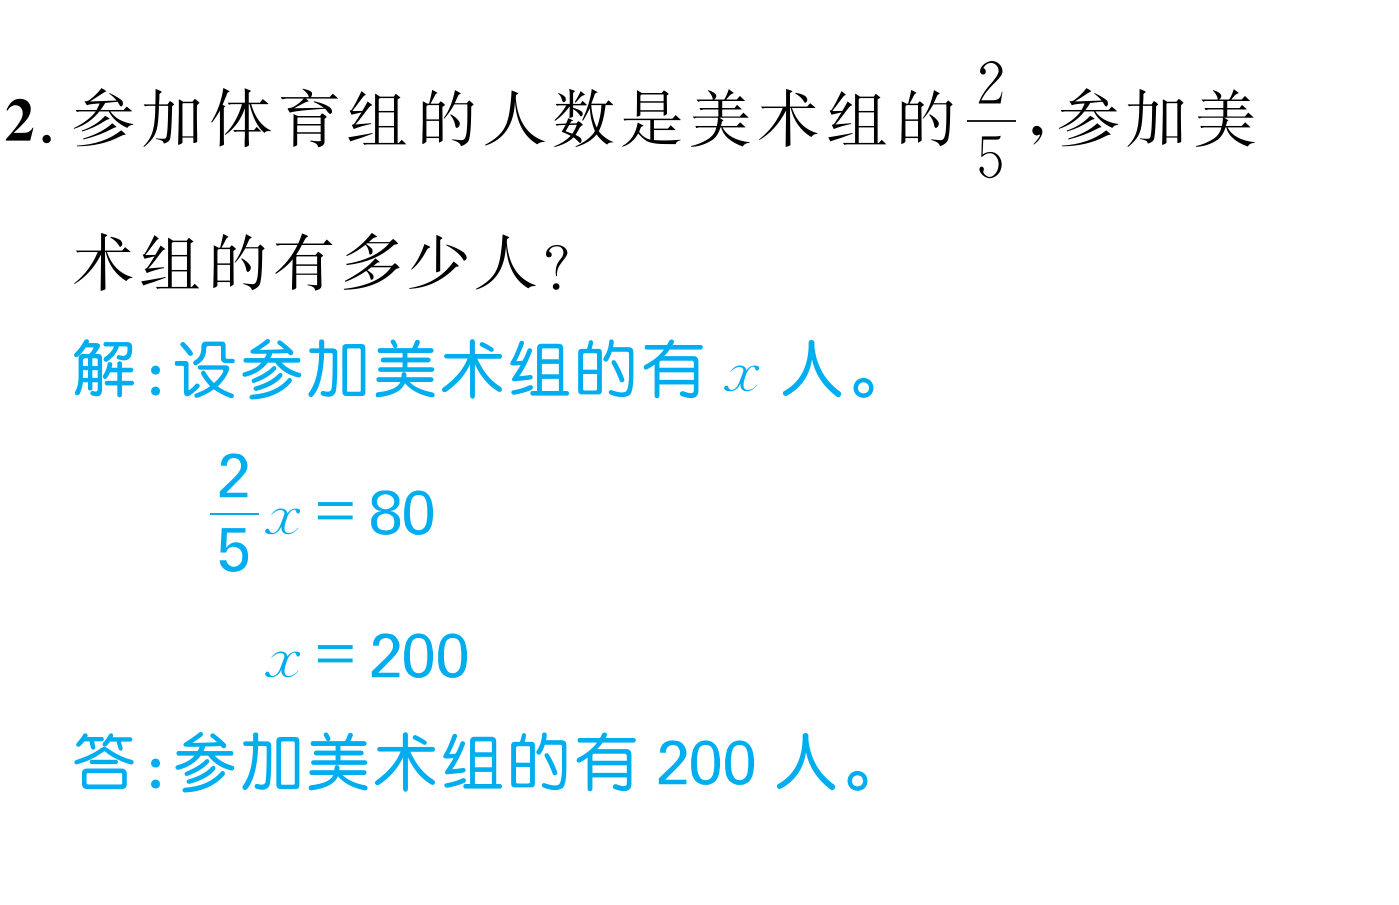 2. 参加体育组的人数是美术组的2/5,参加美
术组的有多少人?
解:设参加美术组的有 x 人。
2/5 x = 80
x = 200
答:参加美术组的有 200 人。